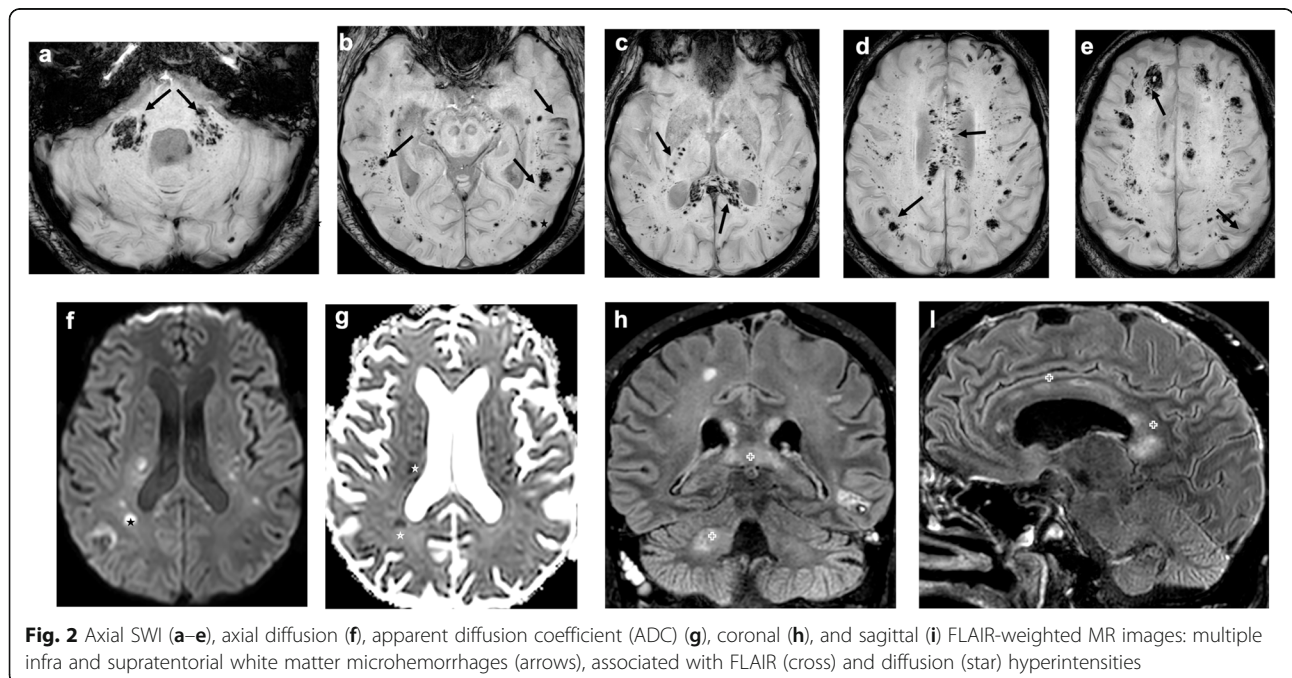 a b c d e
f g h I
Fig. 2 Axial SWI (a–e), axial diffusion (f), apparent diffusion coefficient (ADC) (g), coronal (h), and sagittal (i) FLAIR-weighted MR images: multiple
infra and supratentorial white matter microhemorrhages (arrows), associated with FLAIR (cross) and diffusion (star) hyperintensities